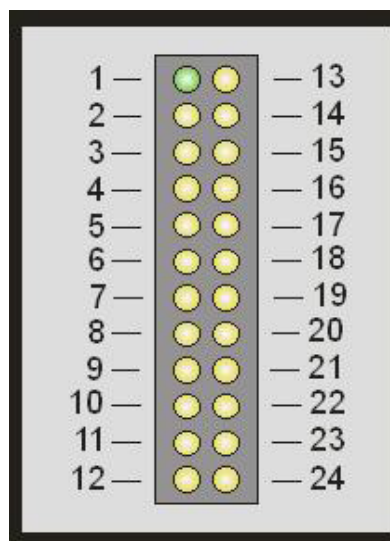 1 — — 13
2 — — 14
3 — — 15
4 — — 16
5 — — 17
6 — — 18
7 — — 19
8 — — 20
9 — — 21
10 — — 22
11 — — 23
12 — — 24